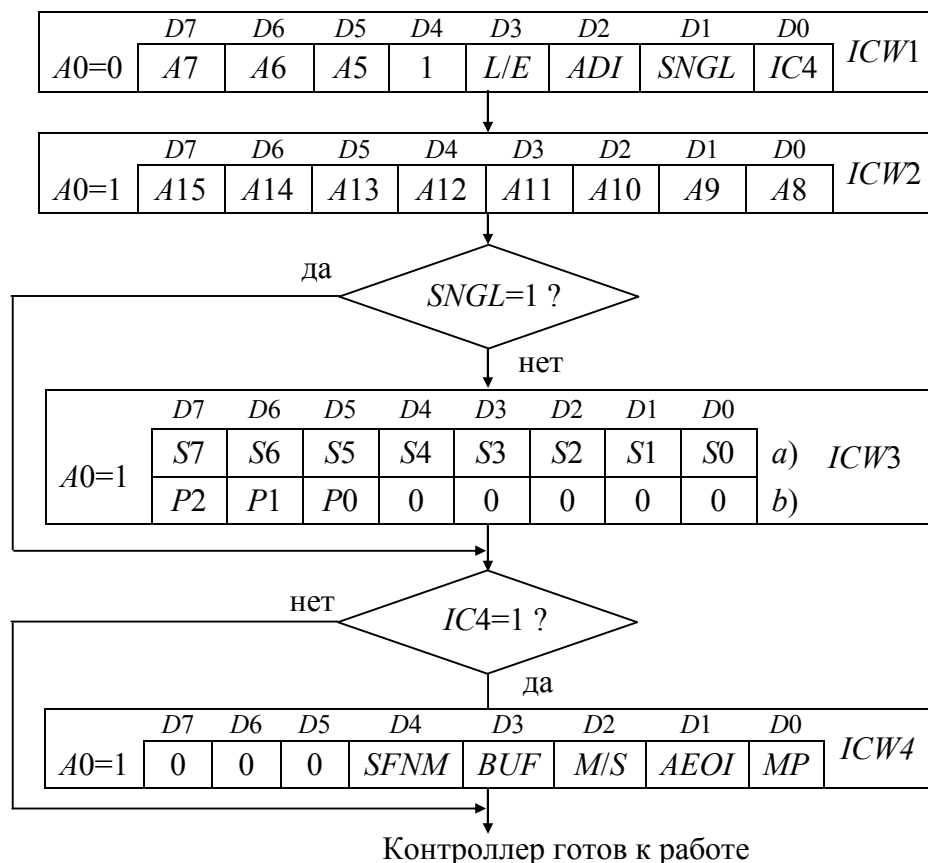 D7 D6 D5 D4 D3 D2 D1 D0
A0=0 A7 A6 A5 1 L/E ADI SNGL IC4 ICW1
D7 D6 D5 D4 D3 D2 D1 D0
A0=1 A15 A14 A13 A12 A11 A10 A9 A8 ICW2
да
SNGL=1 ?
нет
D7 D6 D5 D4 D3 D2 D1 D0
S7 S6 S5 S4 S3 S2 S1 S0 a) ICW3
A0=1
P2 P1 P0 0 0 0 0 0 b)
нет
IC4=1 ?
да
D7 D6 D5 D4 D3 D2 D1 D0
A0=1 0 0 0 SFNM BUF M/S AEOI MP ICW4
Контроллер готов к работе